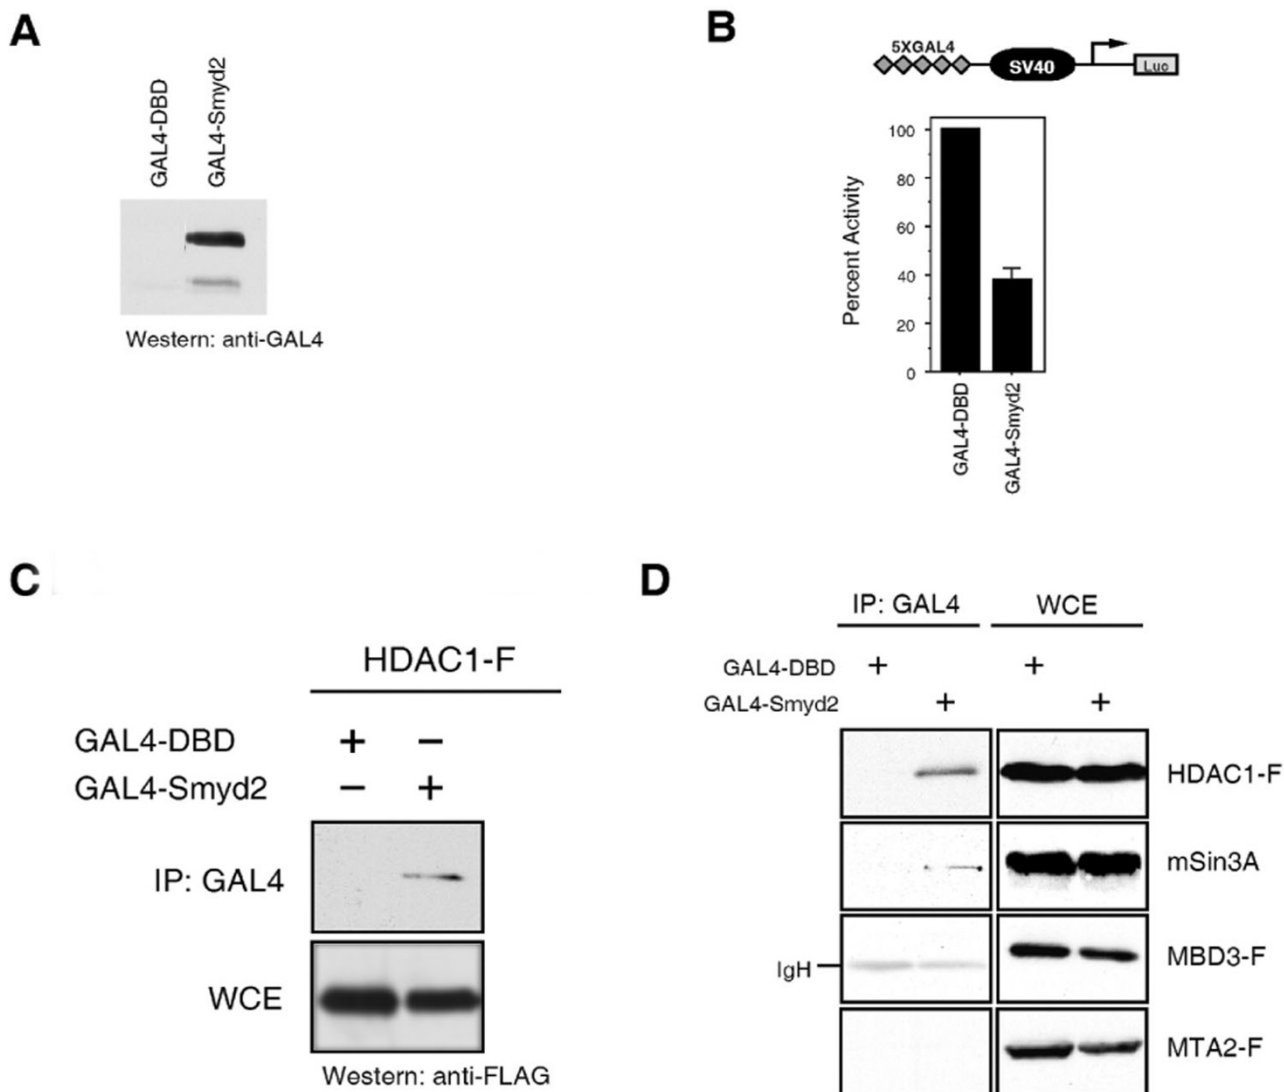 A
GAL4-DBD
GAL4-Smyd2
Western: anti-GAL4
B
5XGAL4
SV40
Luc
Percent Activity
100
80
60
40
20
0
GAL4-DBD
GAL4-Smyd2
C
HDAC1-F
GAL4-DBD + −
GAL4-Smyd2 − +
IP: GAL4
WCE
Western: anti-FLAG
D
IP: GAL4 WCE
GAL4-DBD + +
GAL4-Smyd2 + +
HDAC1-F
mSin3A
MBD3-F
IgH
MTA2-F